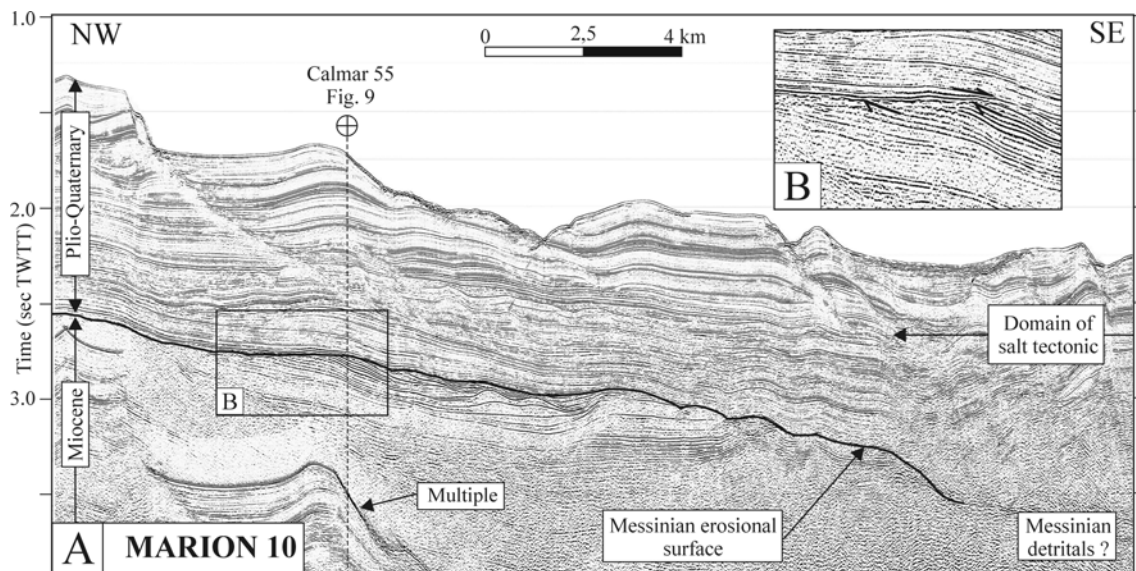 1.0
NW
0
2,5
4 km
SE
Calmar 55
Fig. 9
B
Plio-Quaternary
2.0
Time (sec TWTT)
Domain of
salt tectonic
B
3.0
Miocene
Multiple
Messinian erosional
surface
Messinian
detritals ?
A
MARION 10